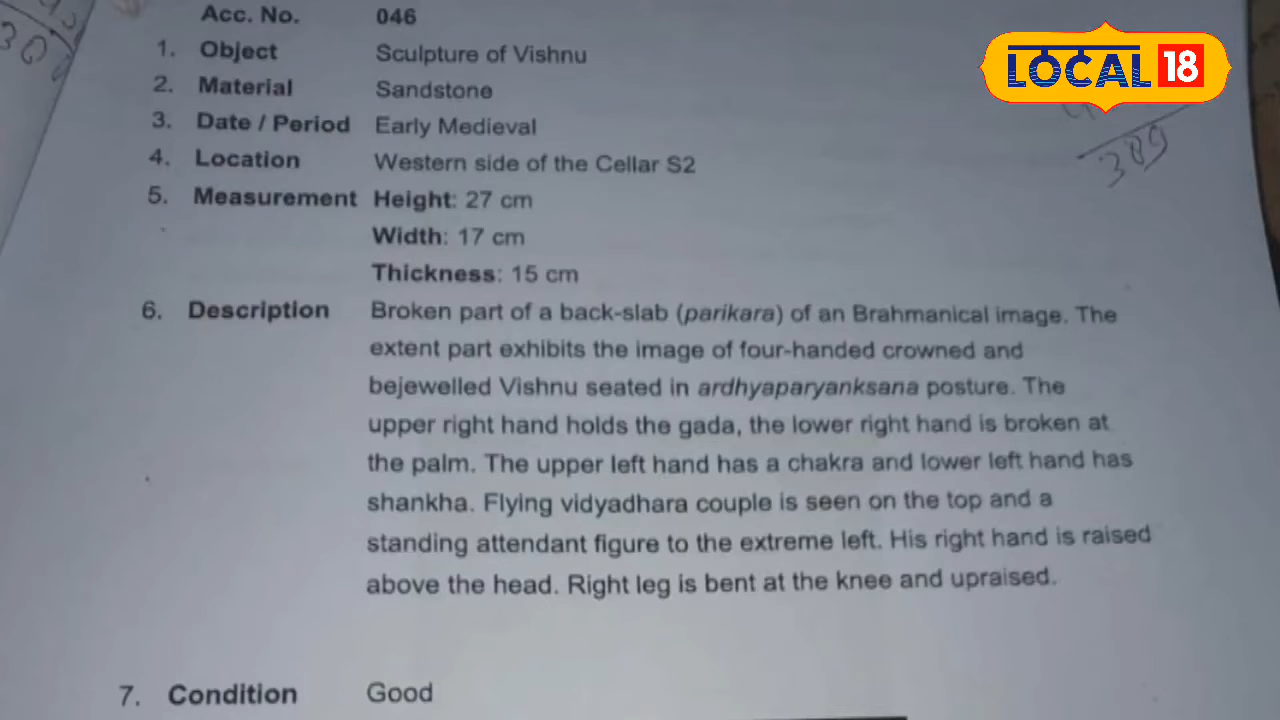 Acc. No. 046
LOCAL 18
1. Object Sculpture of Vishnu
2. Material Sandstone
3. Date / Period Early Medieval
389
4. Location Western side of the Cellar S2
5. Measurement Height: 27 cm
Width: 17 cm
Thickness: 15 cm
6. Description Broken part of a back-slab (parikara) of an Brahmanical image. The
extent part exhibits the image of four-handed crowned and
bejewelled Vishnu seated in ardhyaparyanksana posture. The
upper right hand holds the gada, the lower right hand is broken at
the palm. The upper left hand has a chakra and lower left hand has
shankha. Flying vidyadhara couple is seen on the top and a
standing attendant figure to the extreme left. His right hand is raised
above the head. Right leg is bent at the knee and upraised.
7. Condition Good